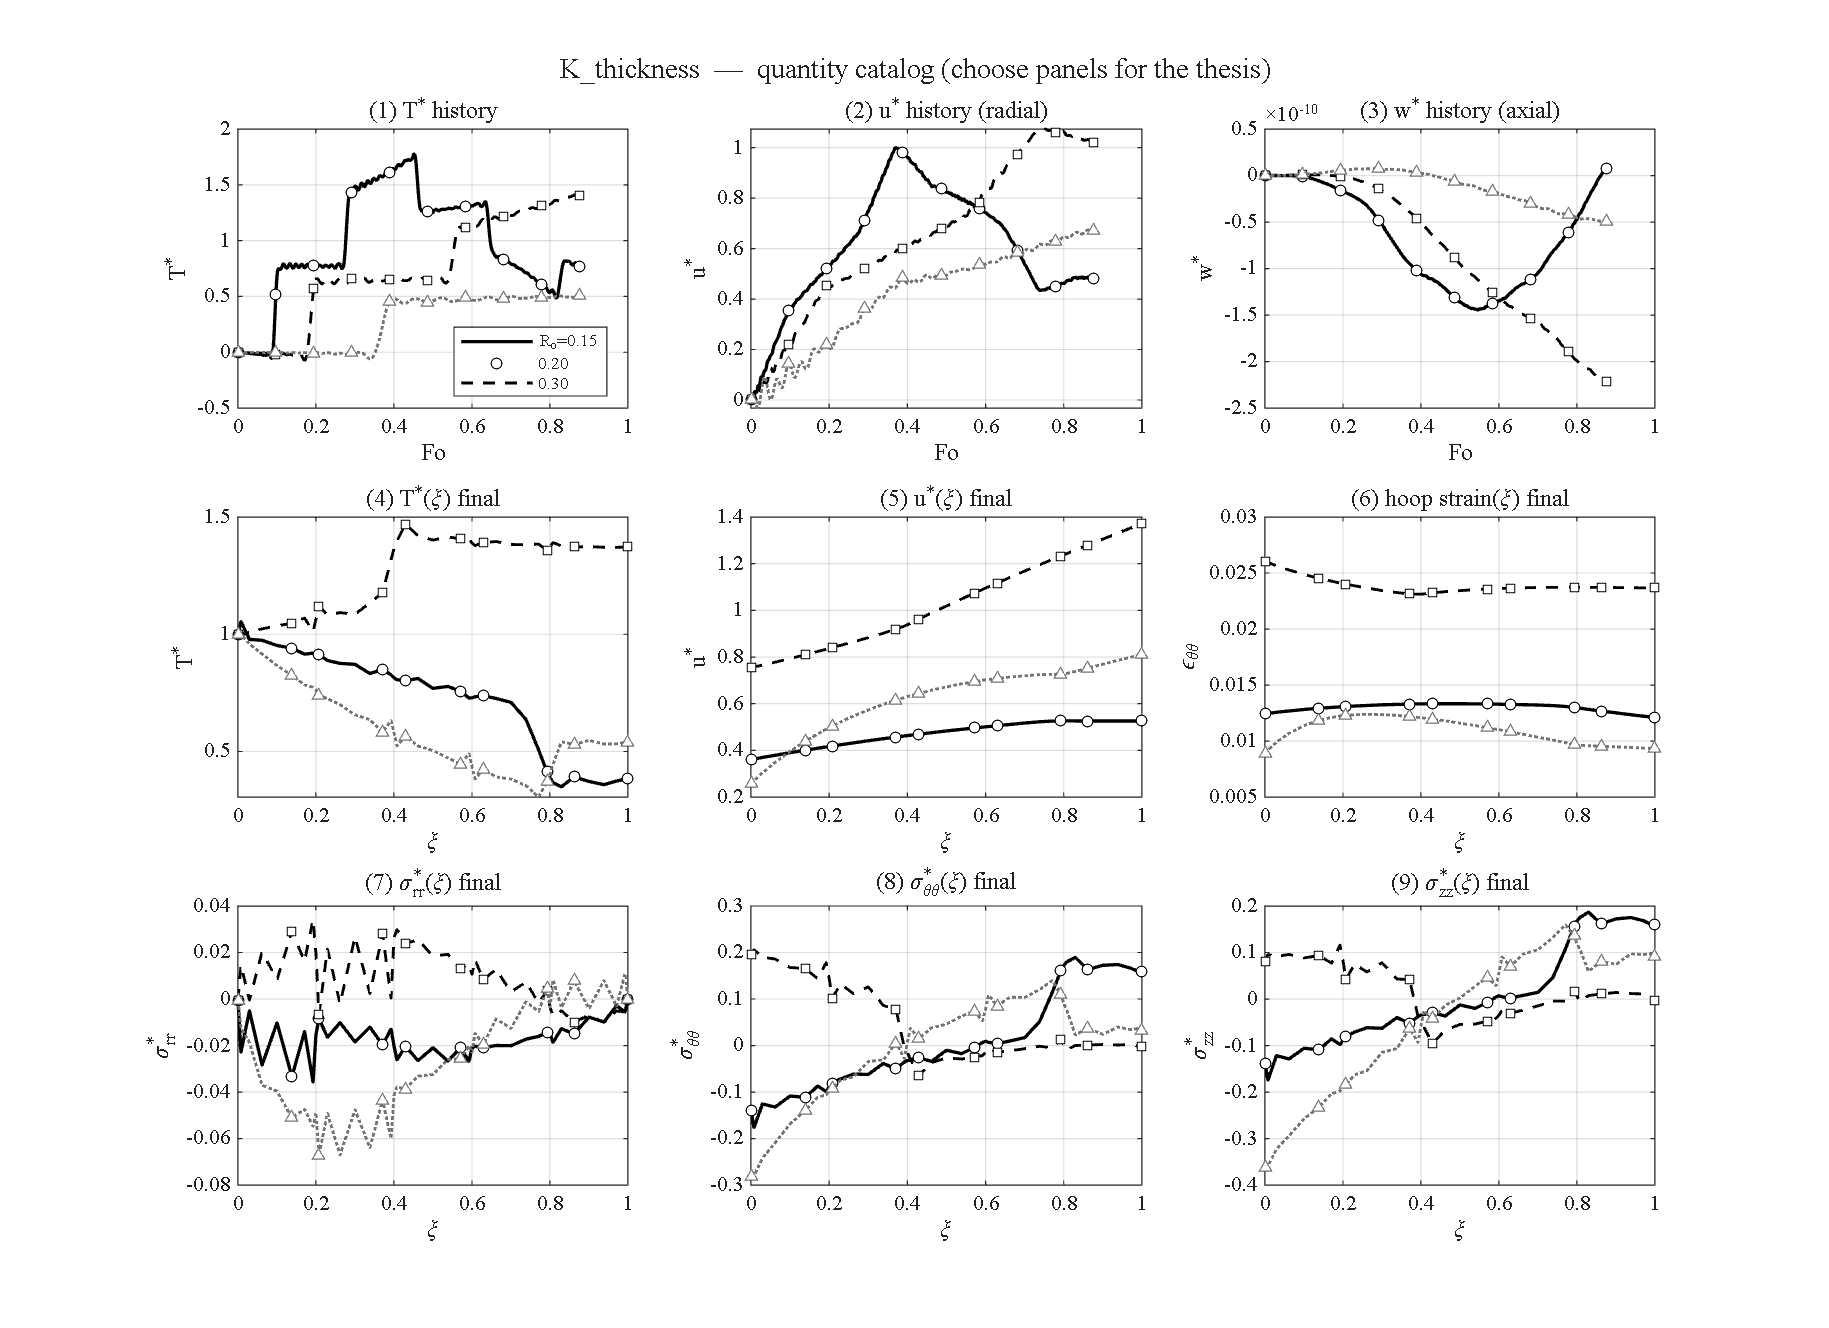 K_thickness — quantity catalog (choose panels for the thesis)
(1) T* history
2
1.5
1
0.5
0
-0.5
T*
0 0.2 0.4 0.6 0.8 1
Fo
Rₒ=0.15
0.20
0.30
(2) u* history (radial)
1
0.8
0.6
0.4
0.2
0
u*
0 0.2 0.4 0.6 0.8 1
Fo
×10⁻¹⁰
(3) w* history (axial)
0.5
0
-0.5
-1
-1.5
-2
-2.5
w*
0 0.2 0.4 0.6 0.8 1
Fo
(4) T*(ξ) final
1.5
1
0.5
T*
0 0.2 0.4 0.6 0.8 1
ξ
(5) u*(ξ) final
1.4
1.2
1
0.8
0.6
0.4
0.2
u*
0 0.2 0.4 0.6 0.8 1
ξ
(6) hoop strain(ξ) final
0.03
0.025
0.02
0.015
0.01
0.005
ϵθθ
0 0.2 0.4 0.6 0.8 1
ξ
(7) σ*rr(ξ) final
0.04
0.02
0
-0.02
-0.04
-0.06
-0.08
σ*rr
0 0.2 0.4 0.6 0.8 1
ξ
(8) σ*θθ(ξ) final
0.3
0.2
0.1
0
-0.1
-0.2
-0.3
σ*θθ
0 0.2 0.4 0.6 0.8 1
ξ
(9) σ*zz(ξ) final
0.2
0.1
0
-0.1
-0.2
-0.3
-0.4
σ*zz
0 0.2 0.4 0.6 0.8 1
ξ